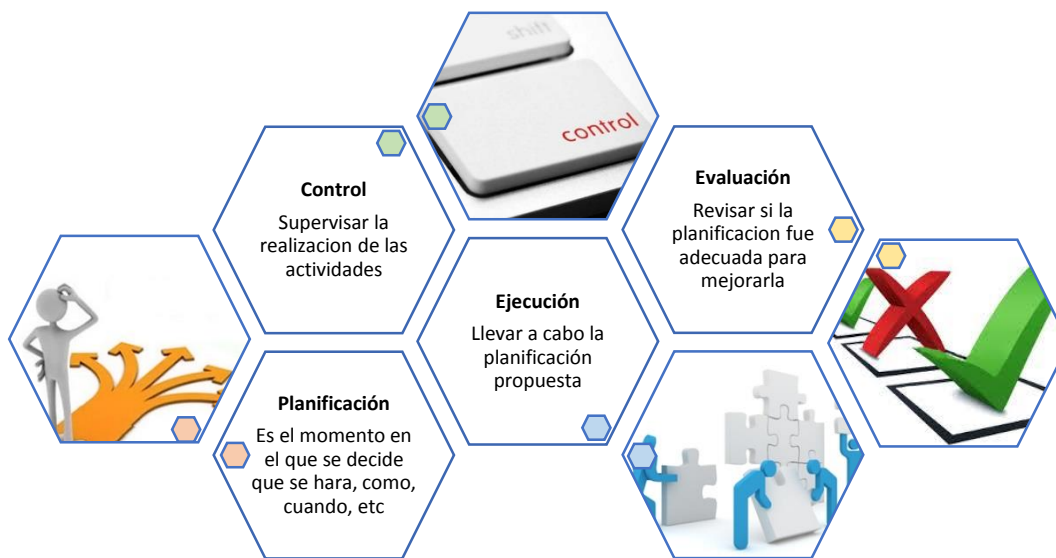 shift
control
Control
Supervisar la
realizacion de las
actividades
Evaluación
Revisar si la
planificacion fue
adecuada para
mejorarla
Ejecución
Llevar a cabo la
planificación
propuesta
Planificación
Es el momento en
el que se decide
que se hara, como,
cuando, etc